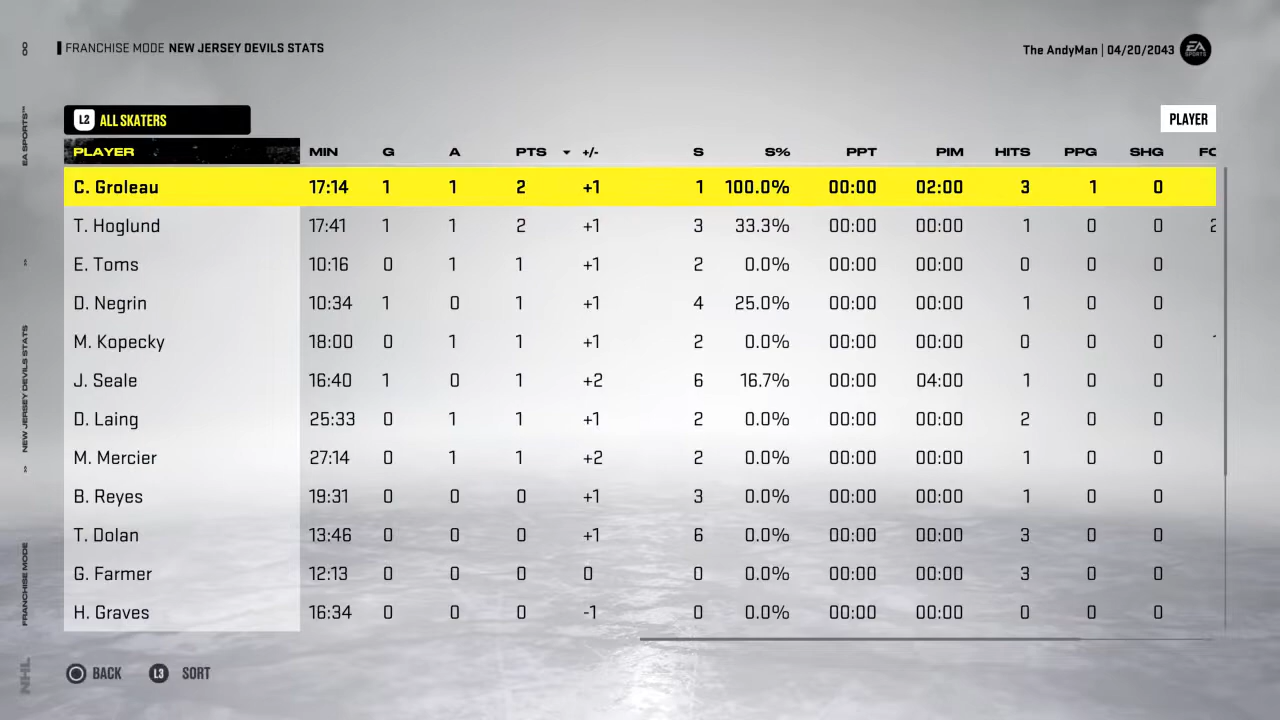 FRANCHISE MODE NEW JERSEY DEVILS STATS
The AndyMan | 04/20/2043
EA SPORTS
L2 ALL SKATERS
PLAYER
PLAYER MIN G A PTS +/- S S% PPT PIM HITS PPG SHG
C. Groleau 17:14 1 1 2 +1 1 100.0% 00:00 02:00 3 1 0
T. Hoglund 17:41 1 1 2 +1 3 33.3% 00:00 00:00 1 0 0
E. Toms 10:16 0 1 1 +1 2 0.0% 00:00 00:00 0 0 0
D. Negrin 10:34 1 0 1 +1 4 25.0% 00:00 00:00 1 0 0
M. Kopecky 18:00 0 1 1 +1 2 0.0% 00:00 00:00 0 0 0
J. Seale 16:40 1 0 1 +2 6 16.7% 00:00 04:00 1 0 0
D. Laing 25:33 0 1 1 +1 2 0.0% 00:00 00:00 2 0 0
M. Mercier 27:14 0 1 1 +2 2 0.0% 00:00 00:00 1 0 0
B. Reyes 19:31 0 0 0 +1 3 0.0% 00:00 00:00 1 0 0
T. Dolan 13:46 0 0 0 +1 6 0.0% 00:00 00:00 3 0 0
G. Farmer 12:13 0 0 0 0 0 0.0% 00:00 00:00 3 0 0
H. Graves 16:34 0 0 0 -1 0 0.0% 00:00 00:00 0 0 0
BACK L3 SORT
NHL FRANCHISE MODE » NEW JERSEY DEVILS STATS » EA SPORTS™